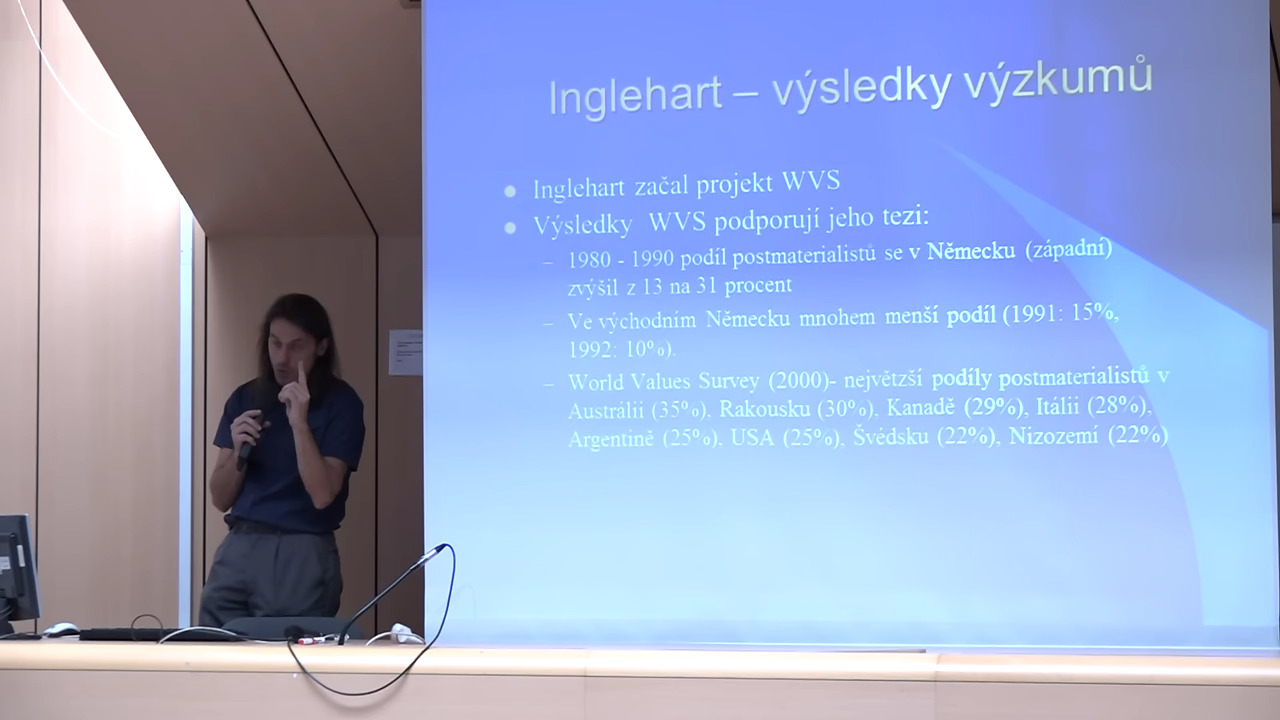 Inglehart – výsledky výzkumů
Inglehart začal projekt WVS
Výsledky WVS podporují jeho tezi:
– 1980 - 1990 podíl postmaterialistů se v Německu (západní)
zvýšil z 13 na 31 procent
– Ve východním Německu mnohem menší podíl (1991: 15%,
1992: 10%).
– World Values Survey (2000)- největzší podíly postmaterialistů v
Austrálii (35%), Rakousku (30%), Kanadě (29%), Itálii (28%),
Argentině (25%), USA (25%), Švédsku (22%), Nizozemí (22%)